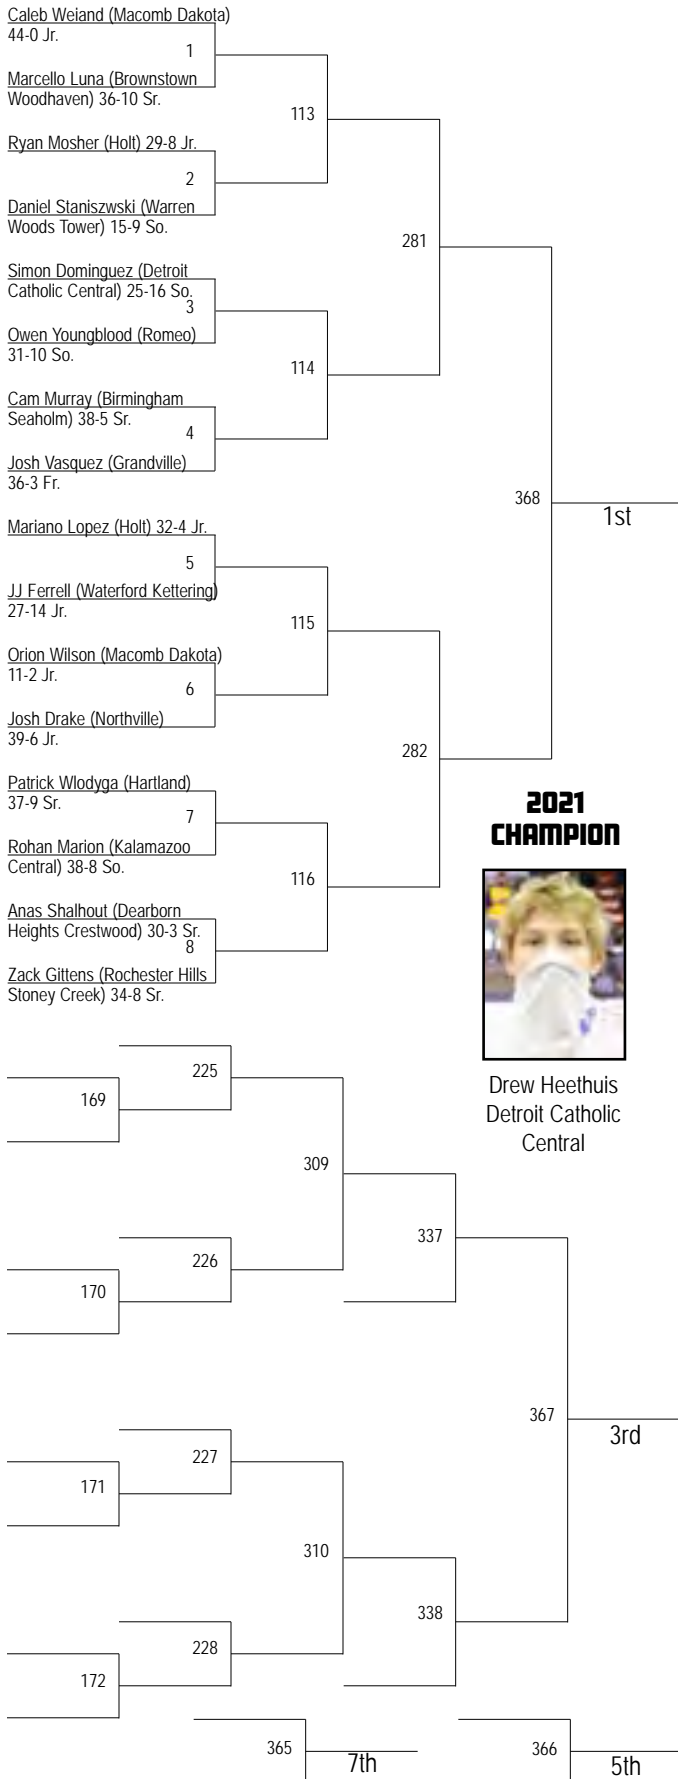 Caleb Weiand (Macomb Dakota)
44-0 Jr.
1
Marcello Luna (Brownstown
Woodhaven) 36-10 Sr.
113
Ryan Mosher (Holt) 29-8 Jr.
2
Daniel Staniszwski (Warren
Woods Tower) 15-9 So.
281
Simon Dominguez (Detroit
Catholic Central) 25-16 So.
3
Owen Youngblood (Romeo)
31-10 So.
114
Cam Murray (Birmingham
Seaholm) 38-5 Sr.
4
Josh Vasquez (Grandville)
36-3 Fr.
368
1st
Mariano Lopez (Holt) 32-4 Jr.
5
JJ Ferrell (Waterford Kettering)
27-14 Jr.
115
Orion Wilson (Macomb Dakota)
11-2 Jr.
6
Josh Drake (Northville)
39-6 Jr.
282
Patrick Wlodyga (Hartland)
37-9 Sr.
7
Rohan Marion (Kalamazoo
Central) 38-8 So.
116
Anas Shalhout (Dearborn
Heights Crestwood) 30-3 Sr.
8
Zack Gittens (Rochester Hills
Stoney Creek) 34-8 Sr.
2021
CHAMPION
Drew Heethuis
Detroit Catholic
Central
225
169
309
226
170
337
367
3rd
227
171
310
228
172
338
365
7th
366
5th